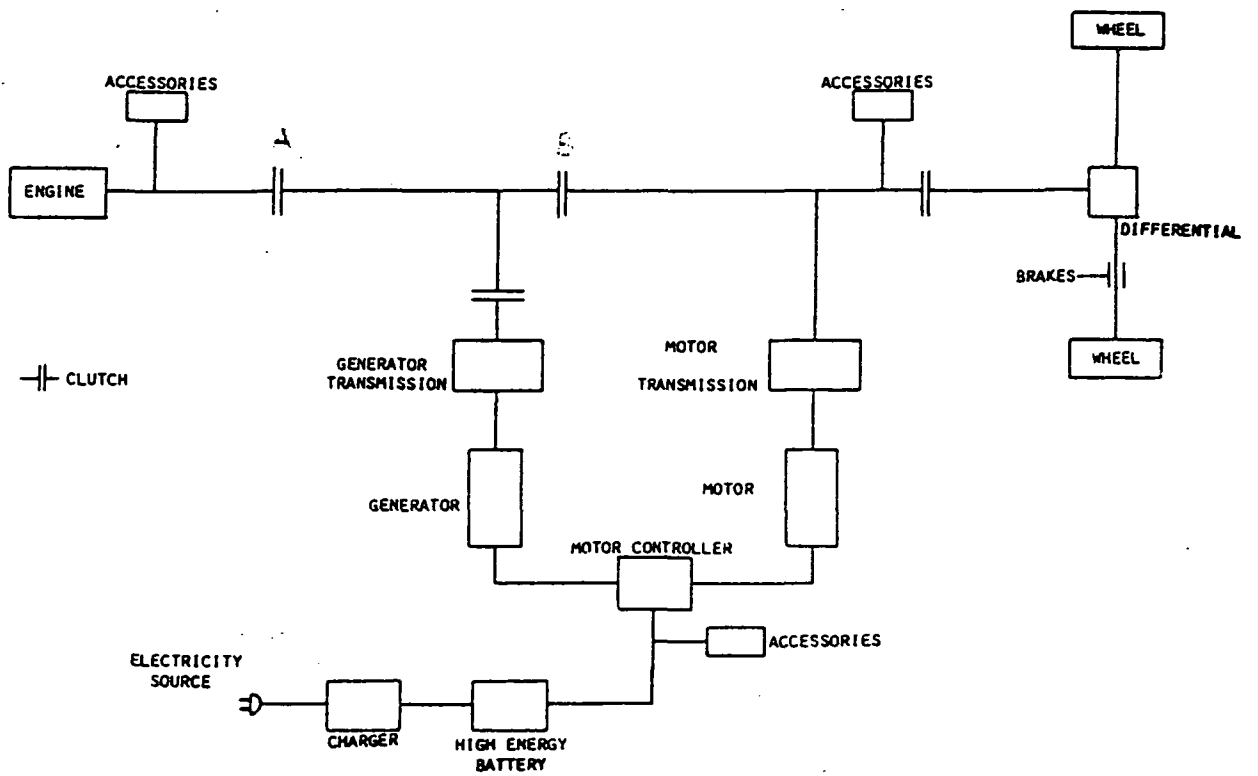 WHEEL
ACCESSORIES
ACCESSORIES
A
B
ENGINE
DIFFERENTIAL
BRAKES
WHEEL
GENERATOR
TRANSMISSION
MOTOR
TRANSMISSION
CLUTCH
GENERATOR
MOTOR
MOTOR CONTROLLER
ACCESSORIES
ELECTRICITY
SOURCE
CHARGER
HIGH ENERGY
BATTERY